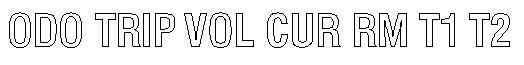 ODO TRIP VOL CUR RM T1 T2